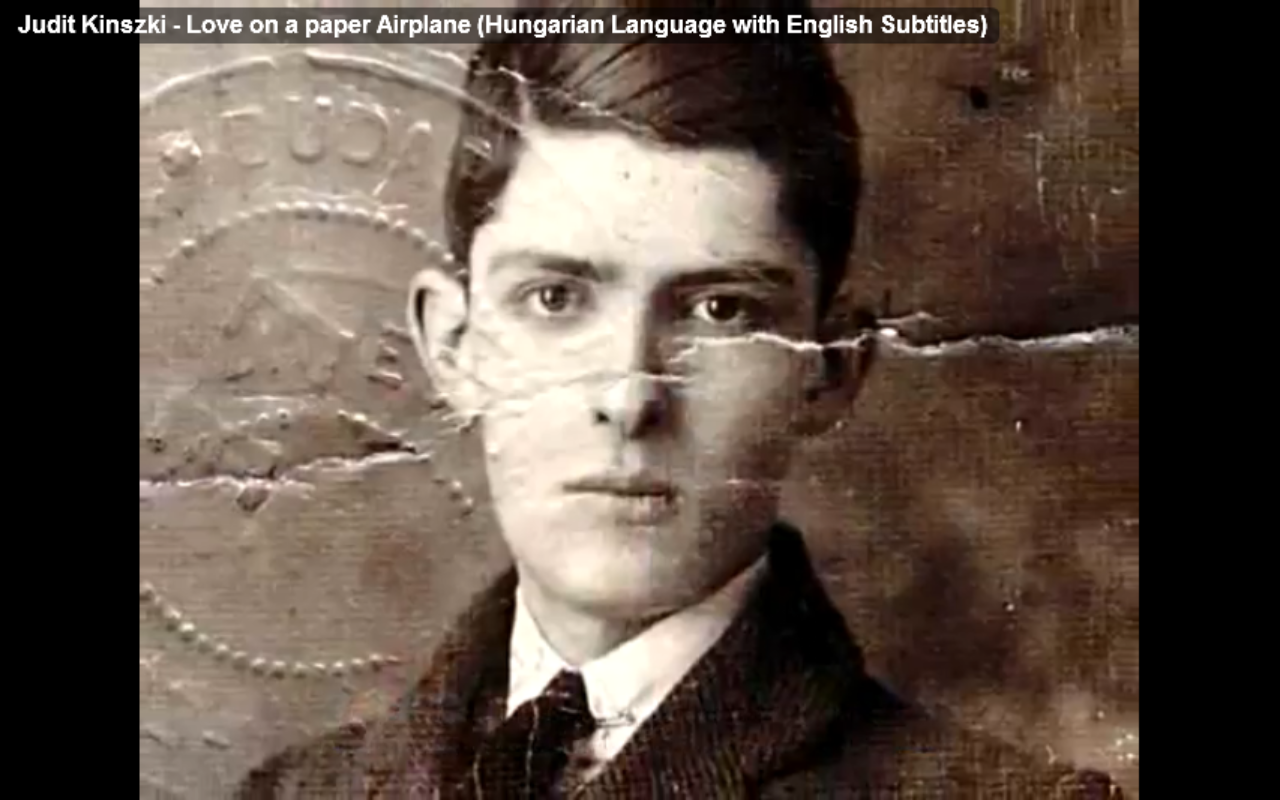 Judit Kinszki - Love on a paper Airplane (Hungarian Language with English Subtitles)